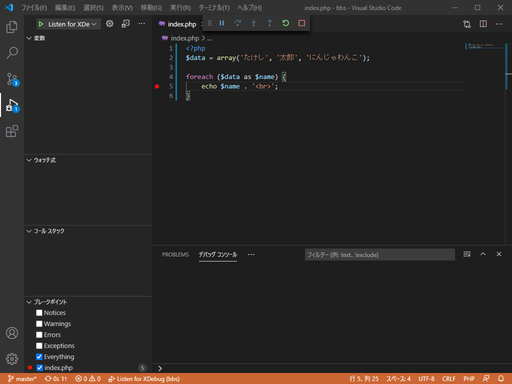 ファイル(F) 編集(E) 選択(S) 表示(V) 移動(G) 実行(R) ターミナル(T) ヘルプ(H) index.php - bbs - Visual Studio Code
Listen for XDe
index.php
変数
index.php > ...
1 <?php
2 $data = array('たけし', '太郎', 'にんじゃわんこ');
3
4 foreach ($data as $name) {
5 echo $name . '<br>';
6 }
3
1
ウォッチ式
コール スタック
PROBLEMS デバッグ コンソール ... フィルター (例: text, !exclude)
ブレークポイント
Notices
Warnings
Errors
Exceptions
Everything
index.php 5
master* 0↓ 1↑ 0 0 Listen for XDebug (bbs) 行 5、列 25 スペース: 4 UTF-8 CRLF PHP